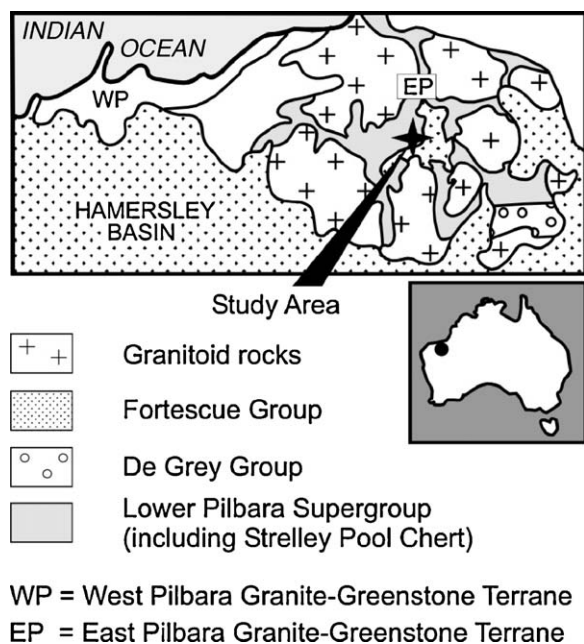 INDIAN
OCEAN
WP
EP
HAMERSLEY
BASIN
Study Area
Granitoid rocks
Fortescue Group
De Grey Group
Lower Pilbara Supergroup
(including Strelley Pool Chert)
WP = West Pilbara Granite-Greenstone Terrane
EP = East Pilbara Granite-Greenstone Terrane